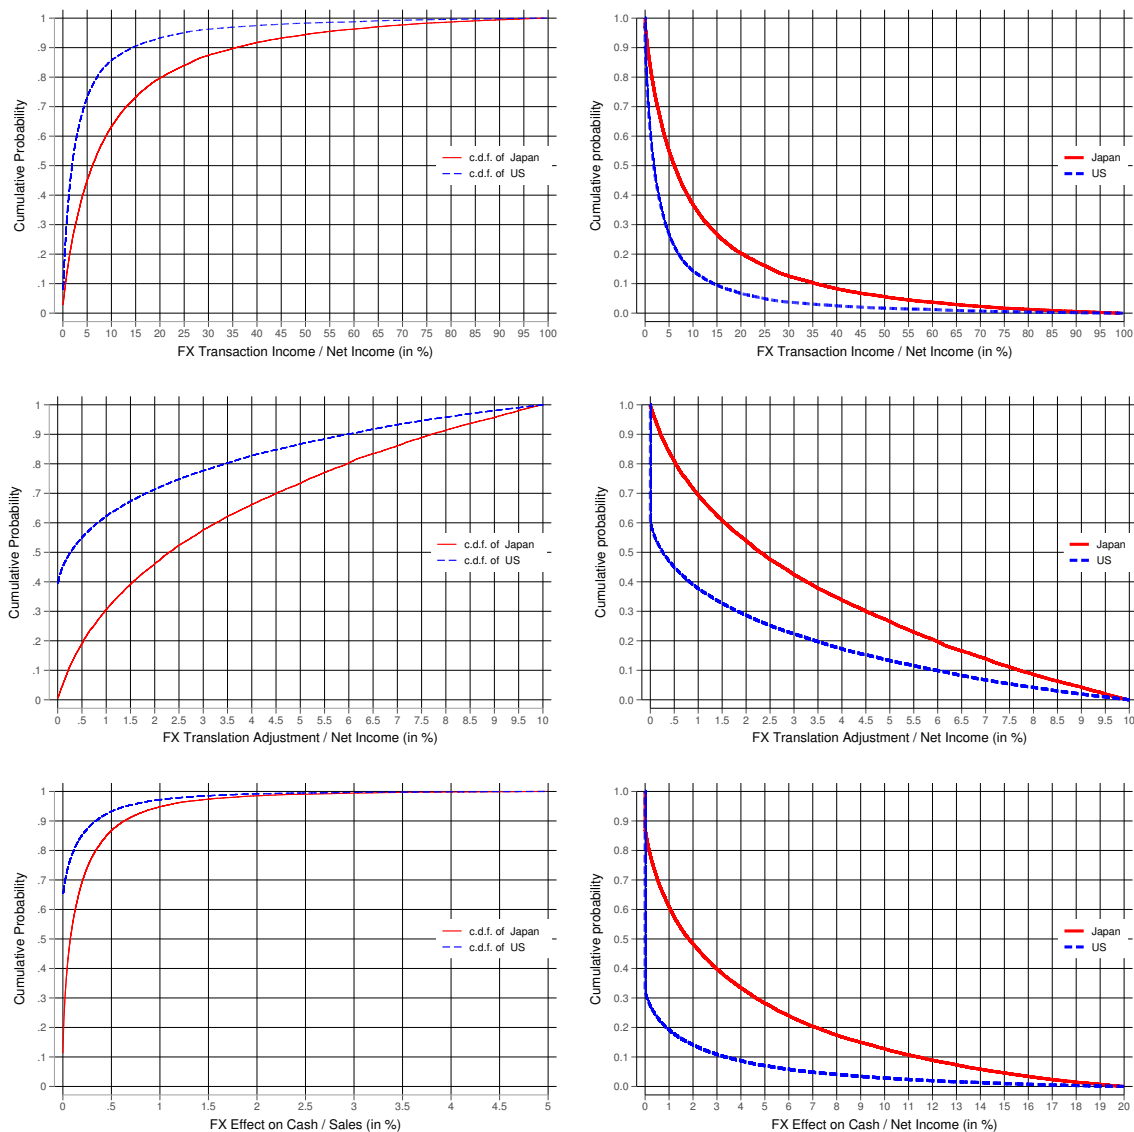 Cumulative Probability
1
.9
.8
.7
.6
.5
.4
.3
.2
.1
0
c.d.f. of Japan
c.d.f. of US
0 5 10 15 20 25 30 35 40 45 50 55 60 65 70 75 80 85 90 95 100
FX Transaction Income / Net Income (in %)
Cumulative probability
1.0
0.9
0.8
0.7
0.6
0.5
0.4
0.3
0.2
0.1
0.0
Japan
US
0 5 10 15 20 25 30 35 40 45 50 55 60 65 70 75 80 85 90 95 100
FX Transaction Income / Net Income (in %)
Cumulative Probability
1
.9
.8
.7
.6
.5
.4
.3
.2
.1
0
c.d.f. of Japan
c.d.f. of US
0 .5 1 1.5 2 2.5 3 3.5 4 4.5 5 5.5 6 6.5 7 7.5 8 8.5 9 9.5 10
FX Translation Adjustment / Net Income (in %)
Cumulative probability
1.0
0.9
0.8
0.7
0.6
0.5
0.4
0.3
0.2
0.1
0.0
Japan
US
0 .5 1 1.5 2 2.5 3 3.5 4 4.5 5 5.5 6 6.5 7 7.5 8 8.5 9 9.5 10
FX Translation Adjustment / Net Income (in %)
Cumulative Probability
1
.9
.8
.7
.6
.5
.4
.3
.2
.1
0
c.d.f. of Japan
c.d.f. of US
0 .5 1 1.5 2 2.5 3 3.5 4 4.5 5
FX Effect on Cash / Sales (in %)
Cumulative probability
1.0
0.9
0.8
0.7
0.6
0.5
0.4
0.3
0.2
0.1
0.0
Japan
US
0 1 2 3 4 5 6 7 8 9 10 11 12 13 14 15 16 17 18 19 20
FX Effect on Cash / Net Income (in %)